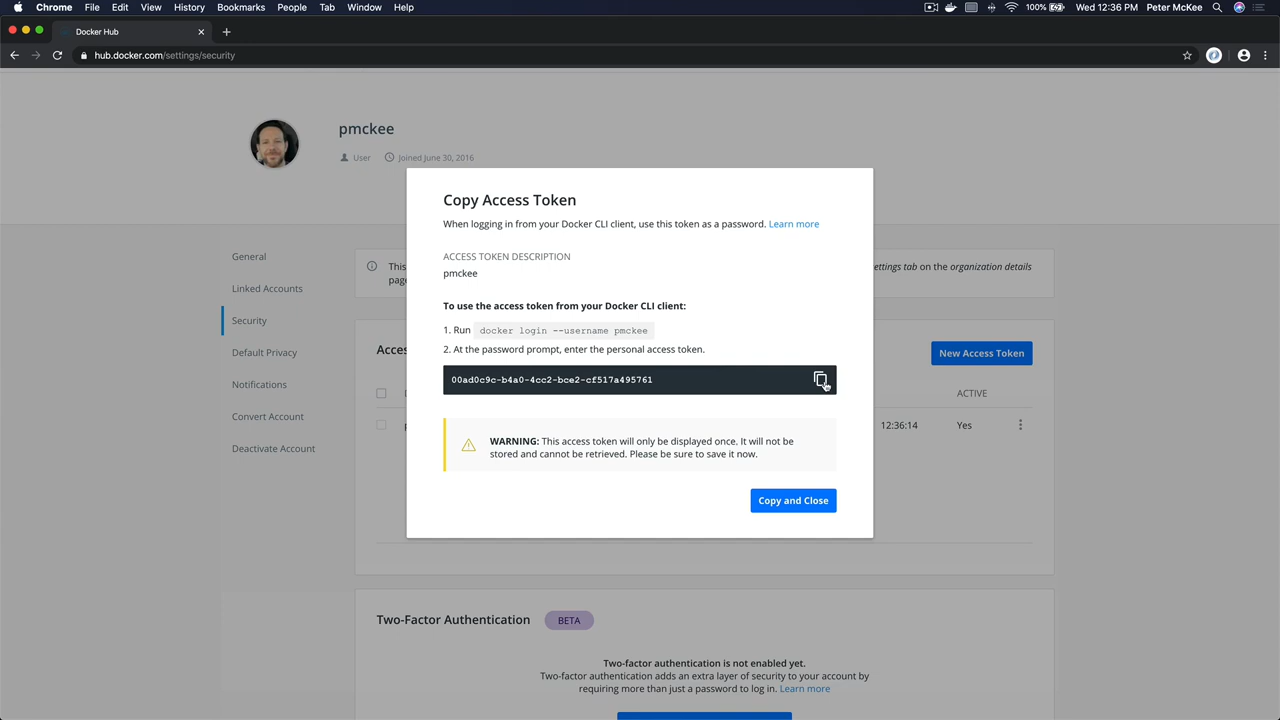 Chrome File Edit View History Bookmarks People Tab Window Help 100% Wed 12:36 PM Peter McKee
Docker Hub
hub.docker.com/settings/security
pmckee
User Joined June 30, 2016
Copy Access Token
When logging in from your Docker CLI client, use this token as a password. Learn more
ACCESS TOKEN DESCRIPTION
pmckee
To use the access token from your Docker CLI client:
1. Run docker login --username pmckee
2. At the password prompt, enter the personal access token.
00ad0c9c-b4a0-4cc2-bce2-cf517a495761
WARNING: This access token will only be displayed once. It will not be
stored and cannot be retrieved. Please be sure to save it now.
Copy and Close
General
Linked Accounts
Security
Default Privacy
Notifications
Convert Account
Deactivate Account
This
settings tab on the organization details
page
Acces
New Access Token
ACTIVE
12:36:14 Yes
Two-Factor Authentication BETA
Two-factor authentication is not enabled yet.
Two-factor authentication adds an extra layer of security to your account by
requiring more than just a password to log in. Learn more